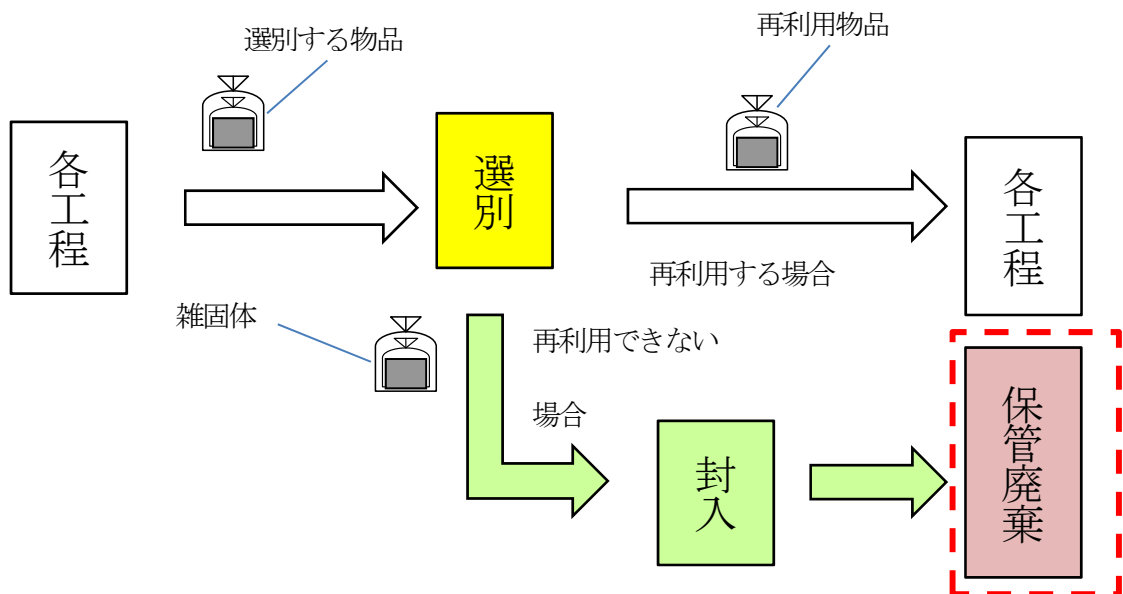 選別する物品
再利用物品
各工程
選別
各工程
再利用する場合
雑固体
再利用できない
場合
封入
保管廃棄